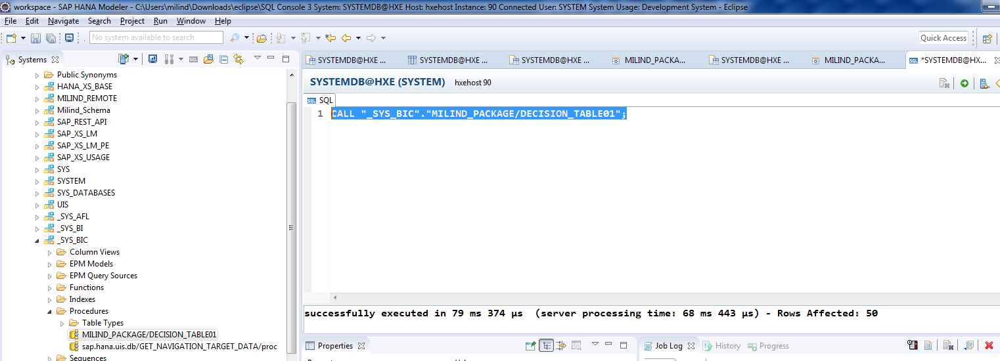 workspace - SAP HANA Modeler - C:\Users\milind\Downloads\eclipse\SQL Console 3 System: SYSTEMDB@HXE Host: hxehost Instance: 90 Connected User: SYSTEM System Usage: Development System - Eclipse
File Edit Navigate Search Project Run Window Help
No system available to search
Quick Access
Systems
Public Synonyms
HANA_XS_BASE
MILIND_REMOTE
Milind_Schema
SAP_REST_API
SAP_XS_LM
SAP_XS_LM_PE
SAP_XS_USAGE
SYS
SYSTEM
SYS_DATABASES
UIS
_SYS_AFL
_SYS_BI
_SYS_BIC
Column Views
EPM Models
EPM Query Sources
Functions
Indexes
Procedures
Table Types
MILIND_PACKAGE/DECISION_TABLE01
sap.hana.uis.db/GET_NAVIGATION_TARGET_DATA/proc
Sequences
SYSTEMDB@HXE ... SYSTEMDB@HXE ... SYSTEMDB@HXE ... MILIND_PACKA... SYSTEMDB@HXE ... MILIND_PACKA... *SYSTEMDB@HX...
SYSTEMDB@HXE (SYSTEM) hxehost 90
SQL SQL
1 CALL "_SYS_BIC"."MILIND_PACKAGE/DECISION_TABLE01";
successfully executed in 79 ms 374 µs (server processing time: 68 ms 443 µs) - Rows Affected: 50
Properties
Job Log History Progress